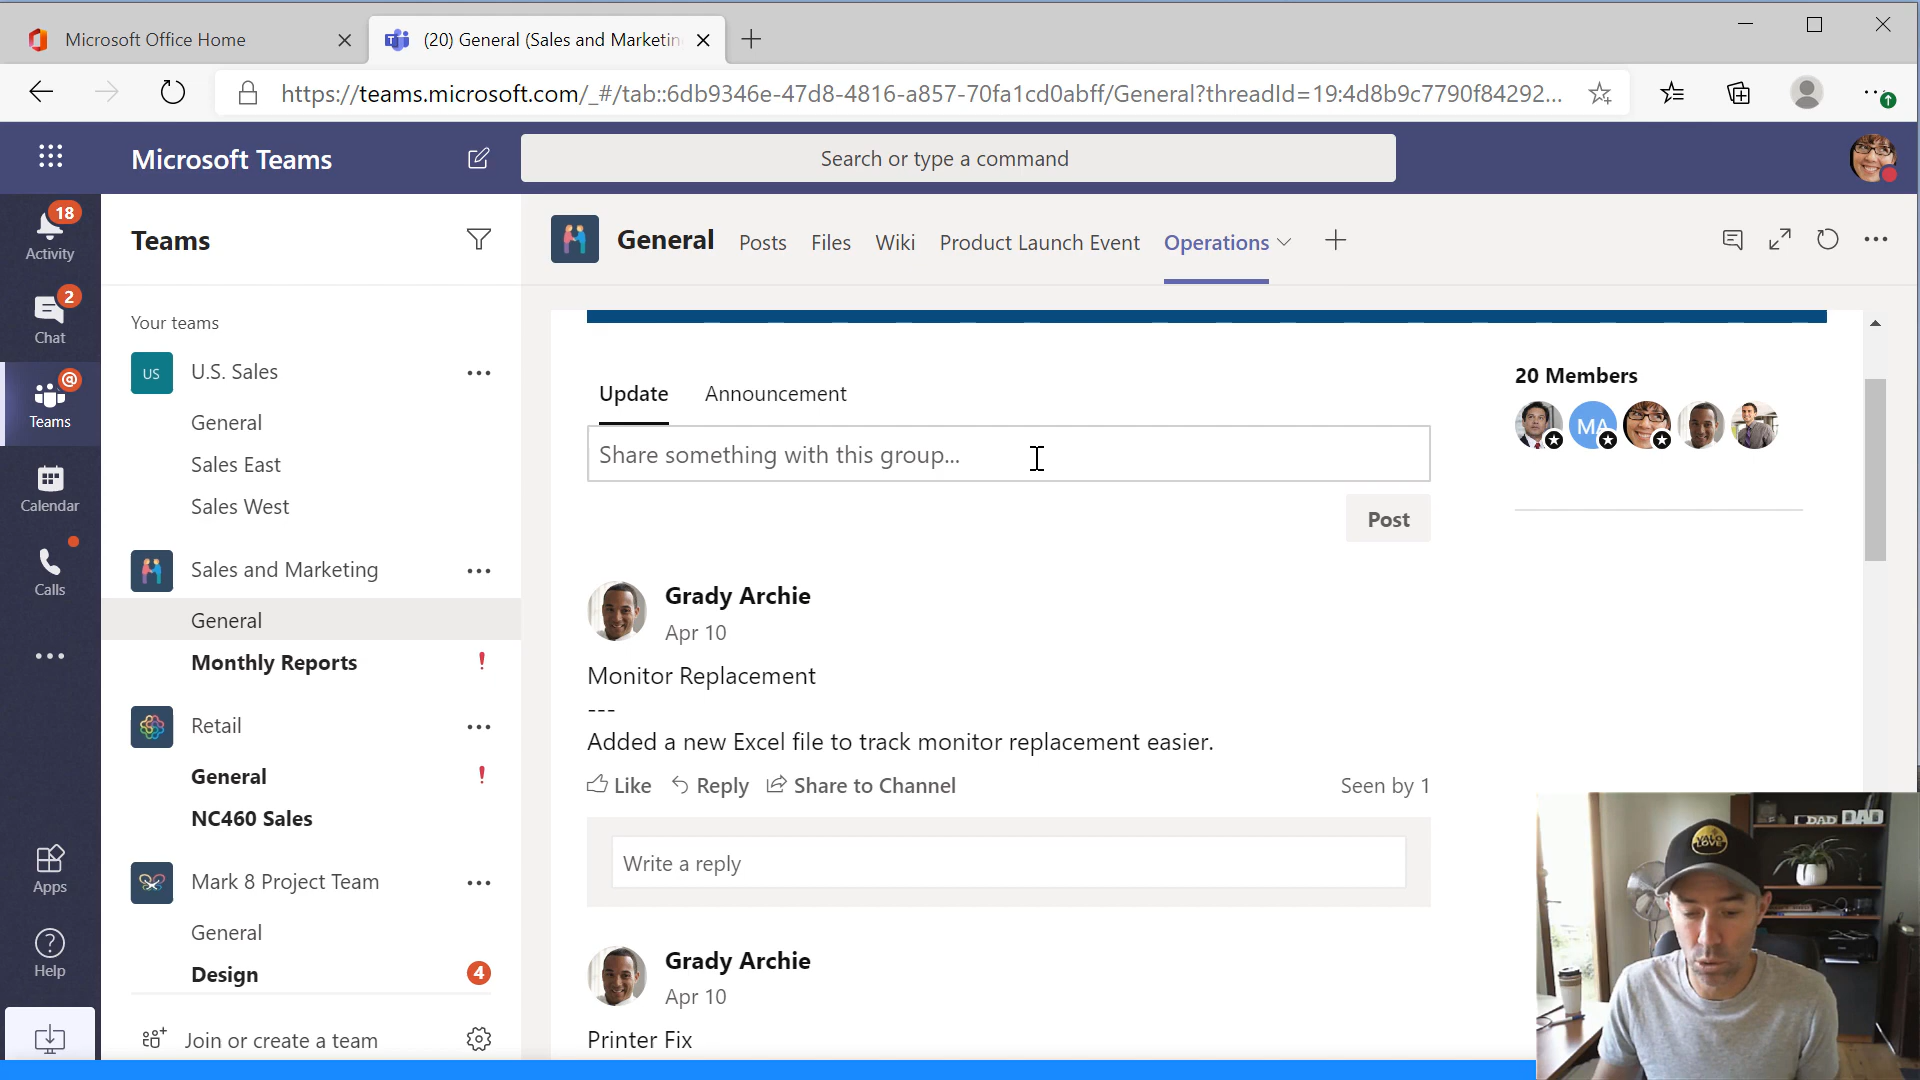 Microsoft Office Home
(20) General (Sales and Marketin
https://teams.microsoft.com/_#/tab::6db9346e-47d8-4816-a857-70fa1cd0abff/General?threadId=19:4d8b9c7790f84292...
Microsoft Teams
Search or type a command
18
Activity
2
Chat
@
Teams
Calendar
Calls
Apps
Help
Teams
Your teams
US
U.S. Sales
General
Sales East
Sales West
Sales and Marketing
General
Monthly Reports
!
Retail
General
!
NC460 Sales
Mark 8 Project Team
General
Design
4
Join or create a team
General
Posts
Files
Wiki
Product Launch Event
Operations
Update
Announcement
Share something with this group...
Post
20 Members
MA
Grady Archie
Apr 10
Monitor Replacement
---
Added a new Excel file to track monitor replacement easier.
Like
Reply
Share to Channel
Seen by 1
Write a reply
Grady Archie
Apr 10
Printer Fix
DAD
DAD
VALO
LOVE